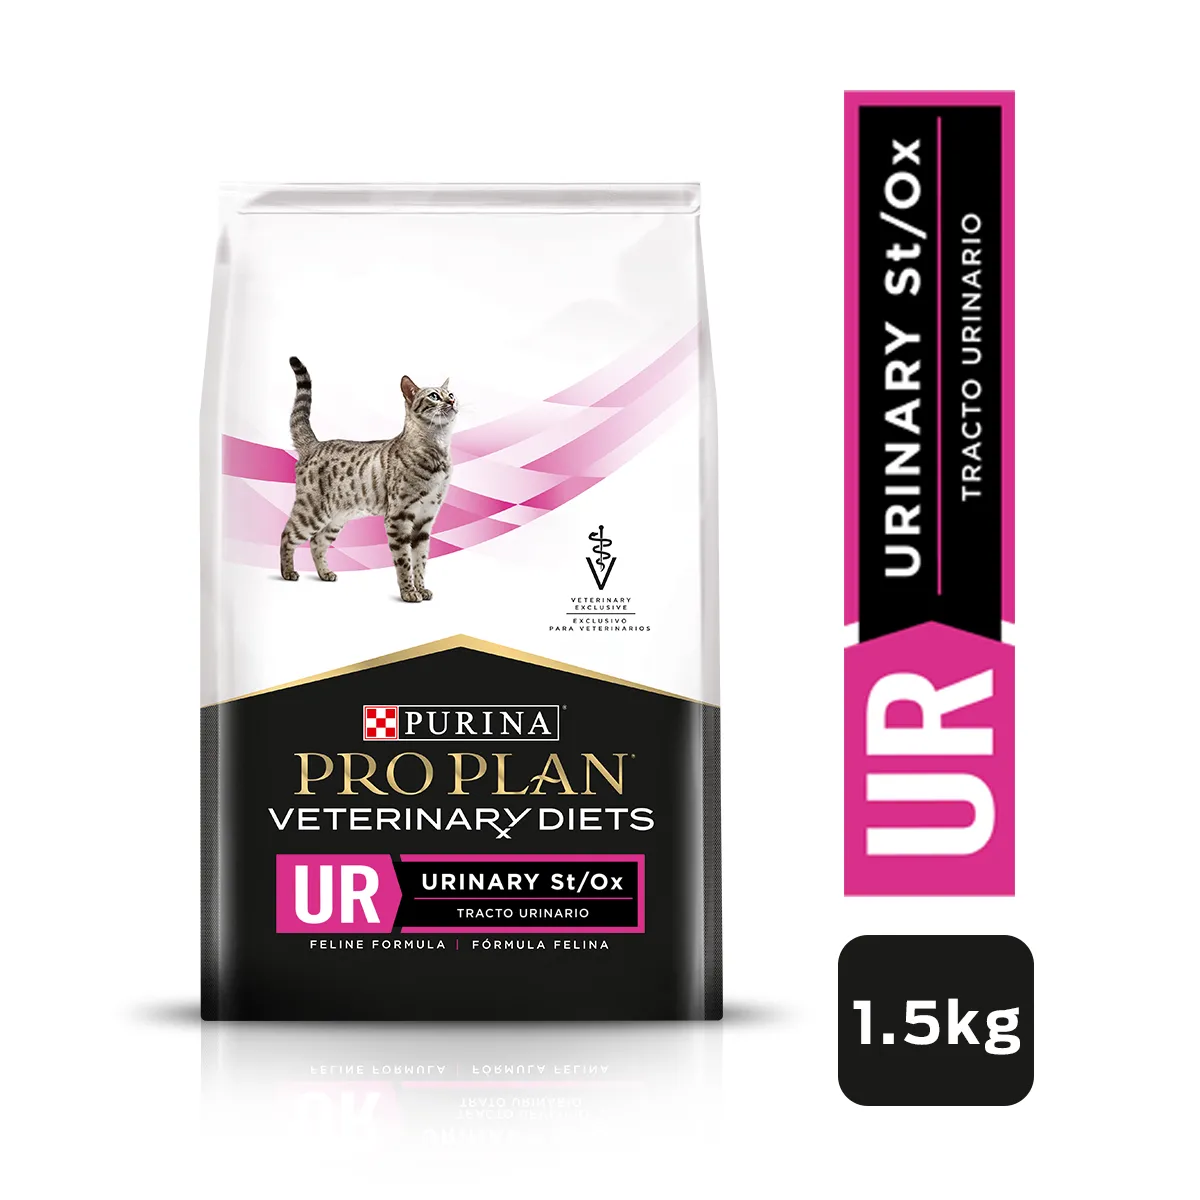 VETERINARY
EXCLUSIVE
EXCLUSIVO
PARA VETERINARIOS
PURINA
PRO PLAN
VETERINARY DIETS
UR
URINARY St/Ox
TRACTO URINARIO
FELINE FORMULA | FÓRMULA FELINA
UR
URINARY St/Ox
TRACTO URINARIO
1.5kg